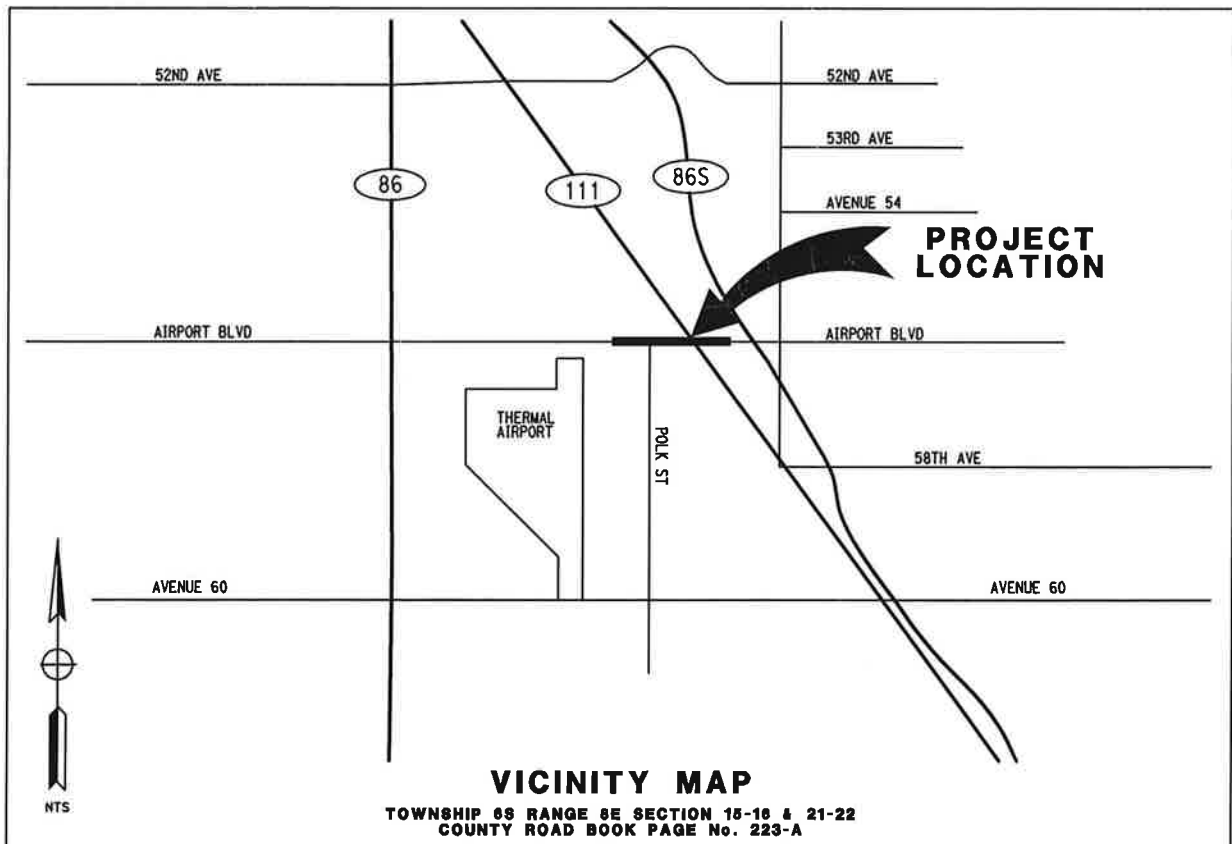 52ND AVE
52ND AVE
53RD AVE
86
111
86S
AVENUE 54
PROJECT
LOCATION
AIRPORT BLVD
AIRPORT BLVD
THERMAL
AIRPORT
POLK ST
58TH AVE
AVENUE 60
AVENUE 60
NTS
VICINITY MAP
TOWNSHIP 6S RANGE 8E SECTION 15-16 & 21-22
COUNTY ROAD BOOK PAGE No. 223-A